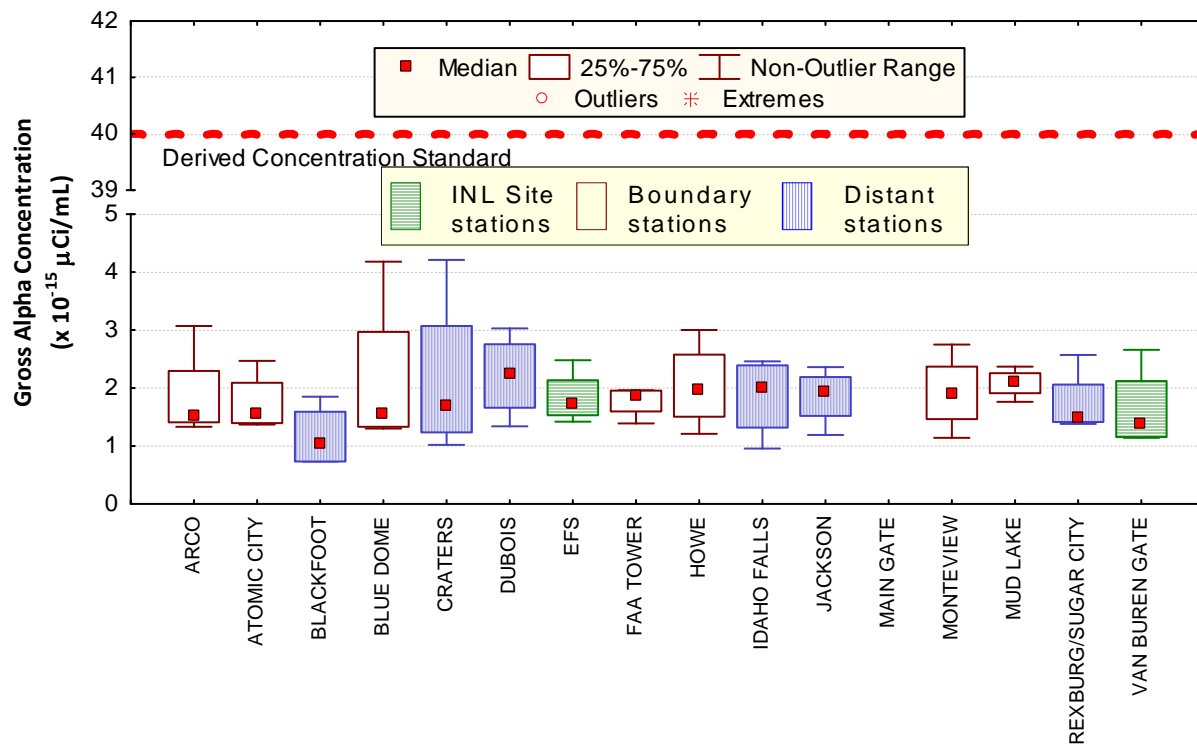 42
41
40
39
5
4
3
2
1
0
Gross Alpha Concentration
(x 10⁻¹⁵ µCi/mL)
Median 25%-75% Non-Outlier Range
Outliers Extremes
Derived Concentration Standard
INL Site stations
Boundary stations
Distant stations
ARCO
ATOMIC CITY
BLACKFOOT
BLUE DOME
CRATERS
DUBOIS
EFS
FAA TOWER
HOWE
IDAHO FALLS
JACKSON
MAIN GATE
MONTEVIEW
MUD LAKE
REXBURG/SUGAR CITY
VAN BUREN GATE